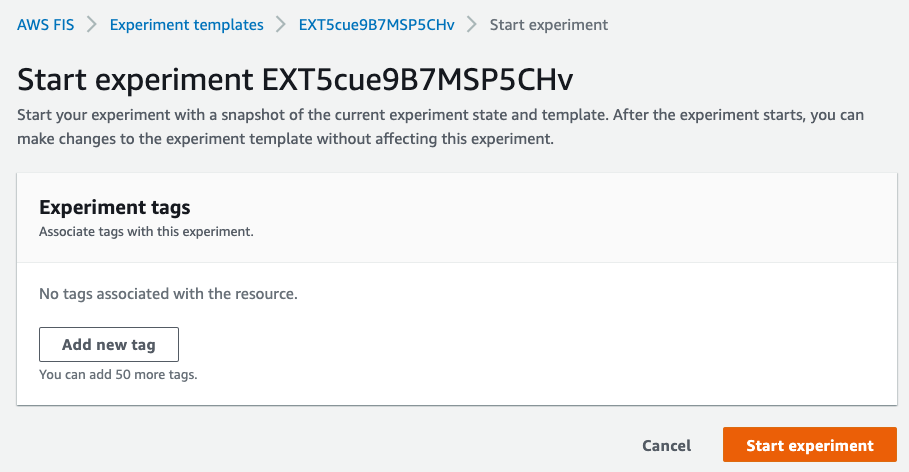 AWS FIS > Experiment templates > EXT5cue9B7MSP5CHv > Start experiment
Start experiment EXT5cue9B7MSP5CHv
Start your experiment with a snapshot of the current experiment state and template. After the experiment starts, you can
make changes to the experiment template without affecting this experiment.
Experiment tags
Associate tags with this experiment.
No tags associated with the resource.
Add new tag
You can add 50 more tags.
Cancel Start experiment